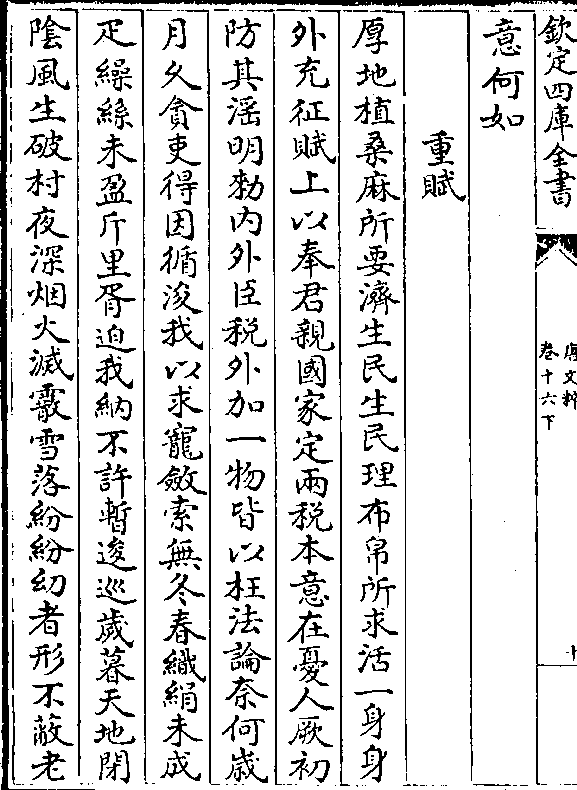 欽定四庫全書
唐文粹
卷十六下
十
意何如
重賦
厚地植桑麻所要濟生民生民理布帛所求活一身身
外充征賦上以奉君親國家定兩稅本意在憂人厥初
防其滛明勑内外臣稅外加一物皆以枉法論奈何歳
月乆貪吏得因循浚我以求寵斂索無冬春織絹未成
疋繰絲未盈斤里胥迫我納不許暫逡巡歲暮天地閉
陰風生破村夜深烟火滅霰雪落紛紛幼者形不蔽老